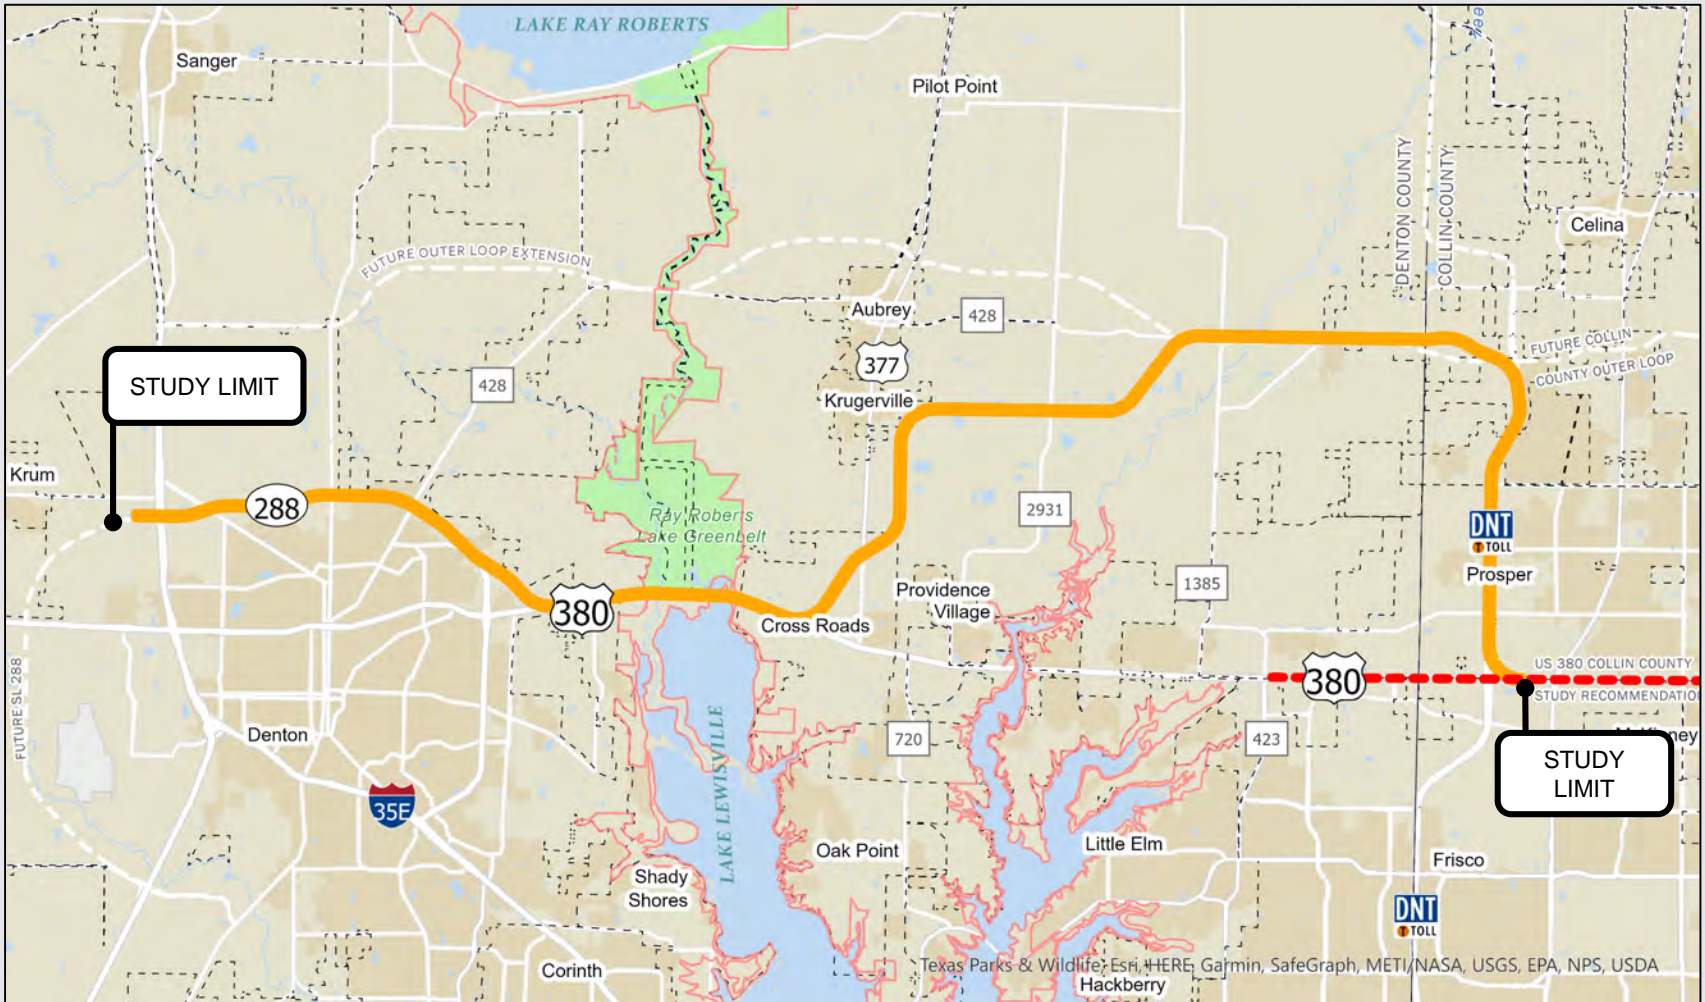 LAKE RAY ROBERTS
Sanger
Pilot Point
DENTON COUNTY
COLLIN COUNTY
Celina
FUTURE OUTER LOOP EXTENSION
Aubrey
428
FUTURE COLLIN
COUNTY OUTER LOOP
377
STUDY LIMIT
428
Krugerville
Krum
288
Ray Roberts
Lake Greenbelt
2931
DNT
TOLL
Prosper
1385
Providence
Village
380
Cross Roads
US 380 COLLIN COUNTY
STUDY RECOMMENDATION
380
FUTURE SL 288
Denton
LAKE LEWISVILLE
720
423
STUDY
LIMIT
35E
Oak Point
Little Elm
Frisco
Shady
Shores
DNT
TOLL
Corinth
Texas Parks & Wildlife, Esri, HERE, Garmin, SafeGraph, METI/NASA, USGS, EPA, NPS, USDA
Hackberry